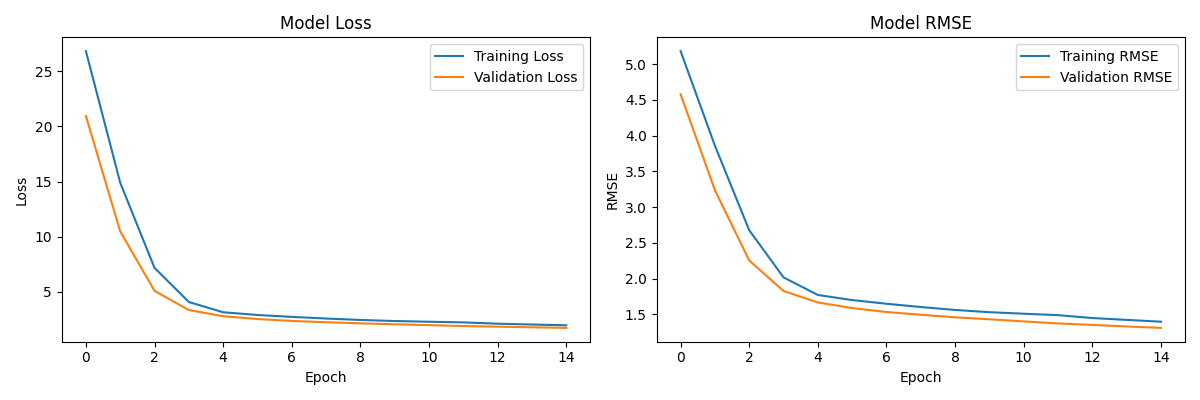 Model Loss
Training Loss
Validation Loss
25
20
15
10
5
Loss
0 2 4 6 8 10 12 14
Epoch
Model RMSE
Training RMSE
Validation RMSE
5.0
4.5
4.0
3.5
3.0
2.5
2.0
1.5
RMSE
0 2 4 6 8 10 12 14
Epoch